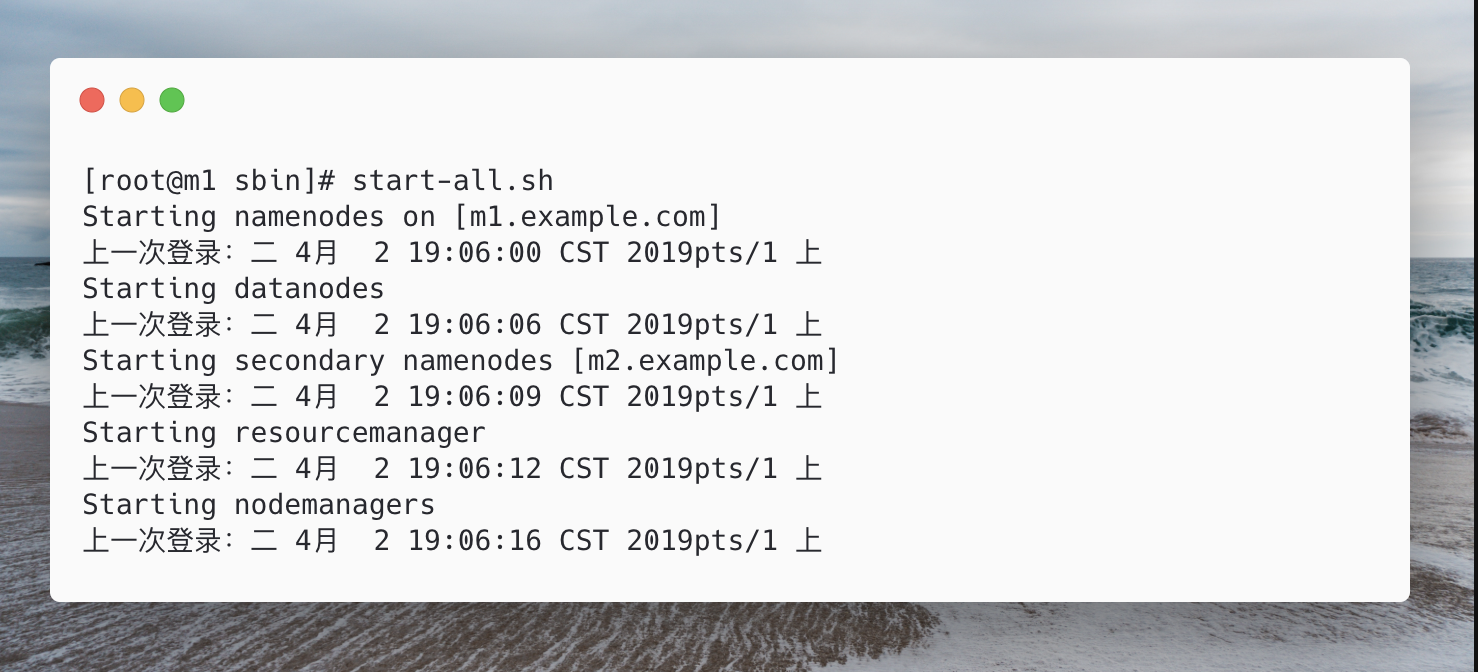 [root@m1 sbin]# start-all.sh
Starting namenodes on [m1.example.com]
上一次登录：二 4月  2 19:06:00 CST 2019pts/1 上
Starting datanodes
上一次登录：二 4月  2 19:06:06 CST 2019pts/1 上
Starting secondary namenodes [m2.example.com]
上一次登录：二 4月  2 19:06:09 CST 2019pts/1 上
Starting resourcemanager
上一次登录：二 4月  2 19:06:12 CST 2019pts/1 上
Starting nodemanagers
上一次登录：二 4月  2 19:06:16 CST 2019pts/1 上